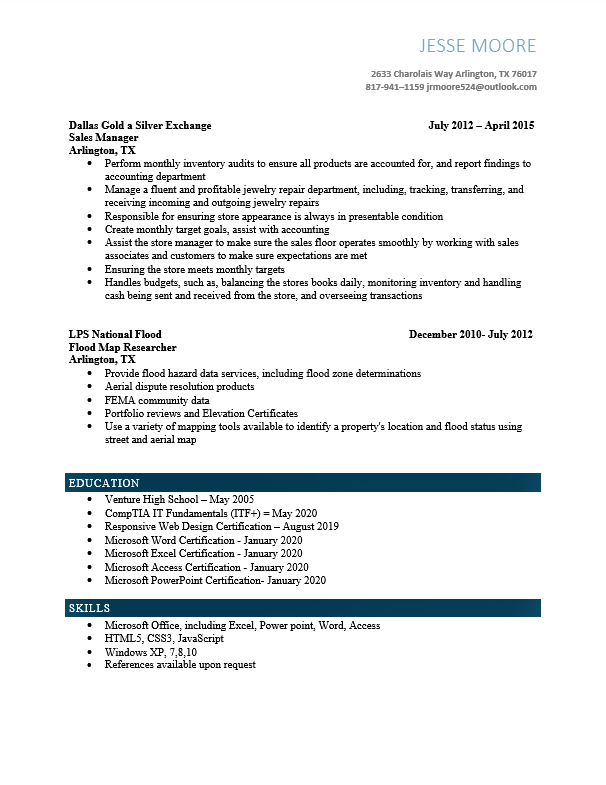 JESSE MOORE
2633 Charolais Way Arlington, TX 76017
817-941–1159 jrmoore524@outlook.com
Dallas Gold a Silver Exchange July 2012 – April 2015
Sales Manager
Arlington, TX
• Perform monthly inventory audits to ensure all products are accounted for, and report findings to
accounting department
• Manage a fluent and profitable jewelry repair department, including, tracking, transferring, and
receiving incoming and outgoing jewelry repairs
• Responsible for ensuring store appearance is always in presentable condition
• Create monthly target goals, assist with accounting
• Assist the store manager to make sure the sales floor operates smoothly by working with sales
associates and customers to make sure expectations are met
• Ensuring the store meets monthly targets
• Handles budgets, such as, balancing the stores books daily, monitoring inventory and handling
cash being sent and received from the store, and overseeing transactions
LPS National Flood December 2010- July 2012
Flood Map Researcher
Arlington, TX
• Provide flood hazard data services, including flood zone determinations
• Aerial dispute resolution products
• FEMA community data
• Portfolio reviews and Elevation Certificates
• Use a variety of mapping tools available to identify a property's location and flood status using
street and aerial map
EDUCATION
• Venture High School – May 2005
• CompTIA IT Fundamentals (ITF+) = May 2020
• Responsive Web Design Certification – August 2019
• Microsoft Word Certification - January 2020
• Microsoft Excel Certification - January 2020
• Microsoft Access Certification - January 2020
• Microsoft PowerPoint Certification- January 2020
SKILLS
• Microsoft Office, including Excel, Power point, Word, Access
• HTML5, CSS3, JavaScript
• Windows XP, 7,8,10
• References available upon request